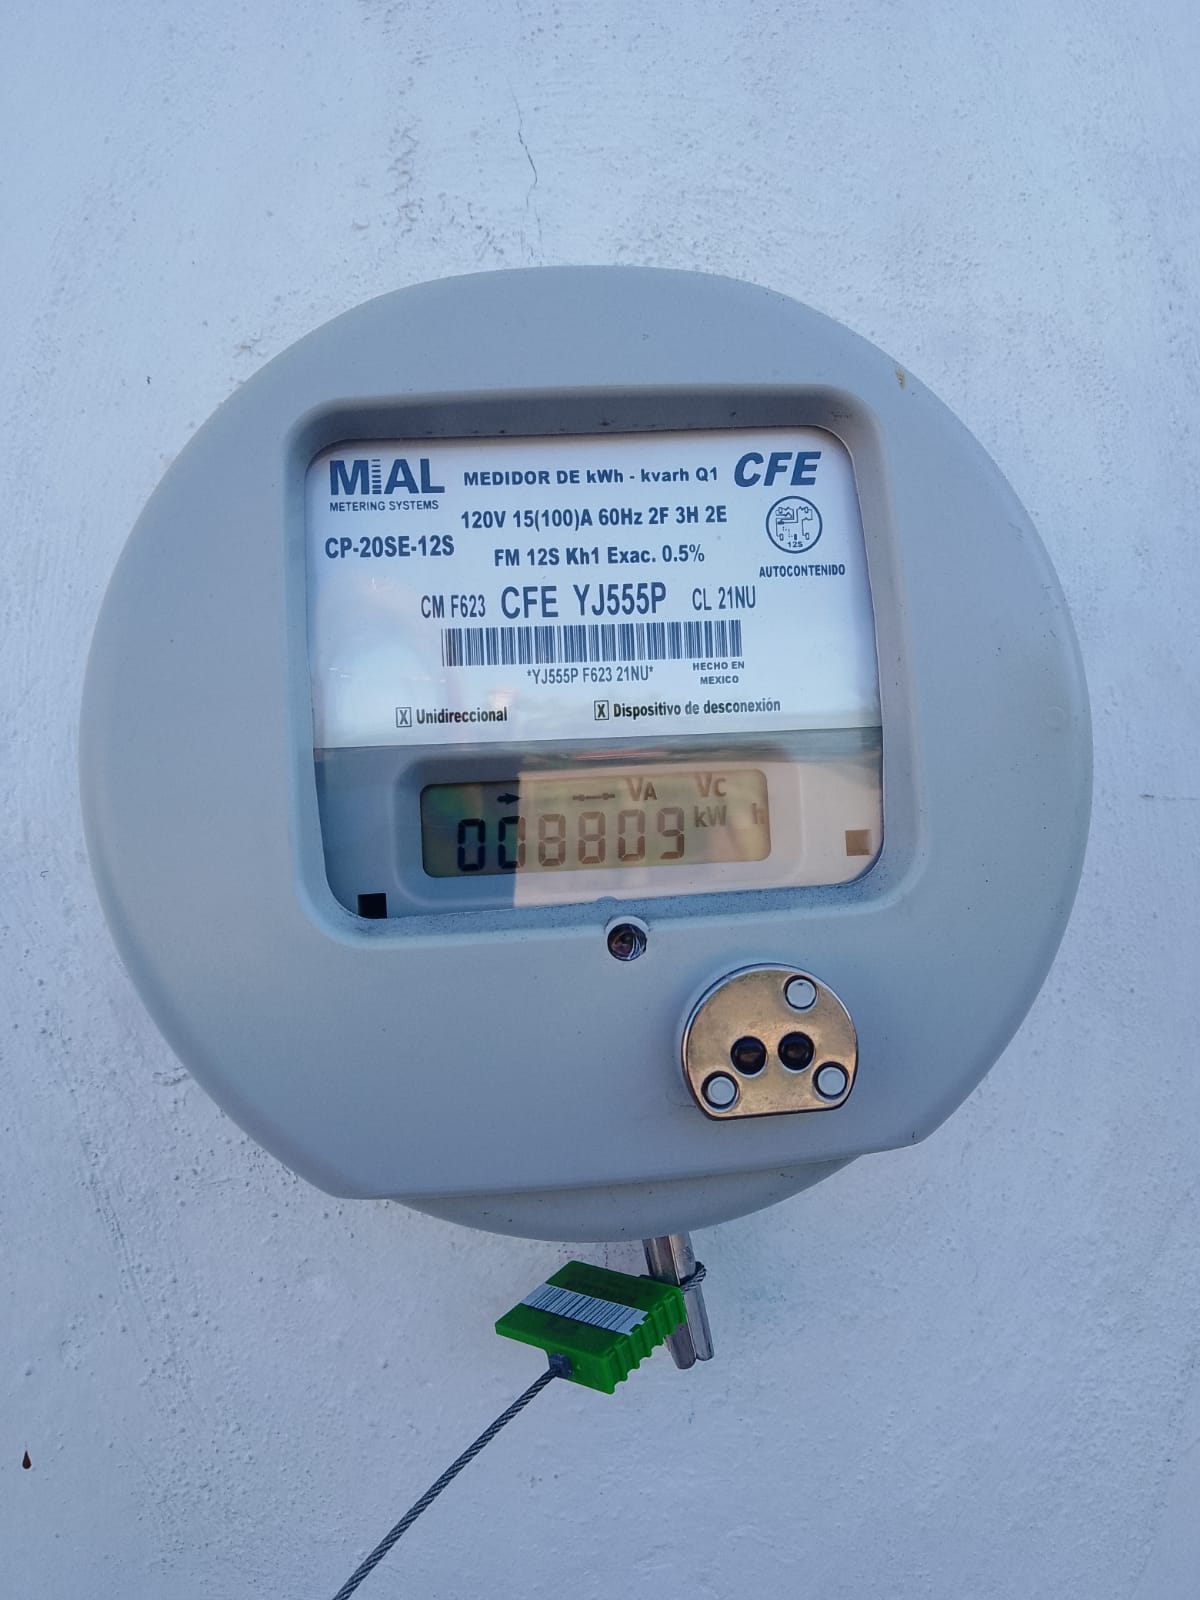 MIAL
METERING SYSTEMS
MEDIDOR DE kWh - kvarh Q1
CFE
120V 15(100)A 60Hz 2F 3H 2E
CP-20SE-12S
FM 12S Kh1 Exac. 0.5%
12S
AUTOCONTENIDO
CM F623 CFE YJ555P CL 21NU
*YJ555P F623 21NU*
HECHO EN
MEXICO
X Unidireccional
X Dispositivo de desconexión
VA VC
008809 kW h